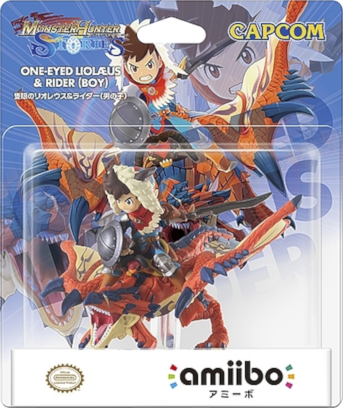 MONSTER HUNTER
STORIES
CAPCOM
ONE-EYED LIOLÆUS
& RIDER (BOY)
隻眼のリオレウス&ライダー(男の子)
amiibo
アミーボ